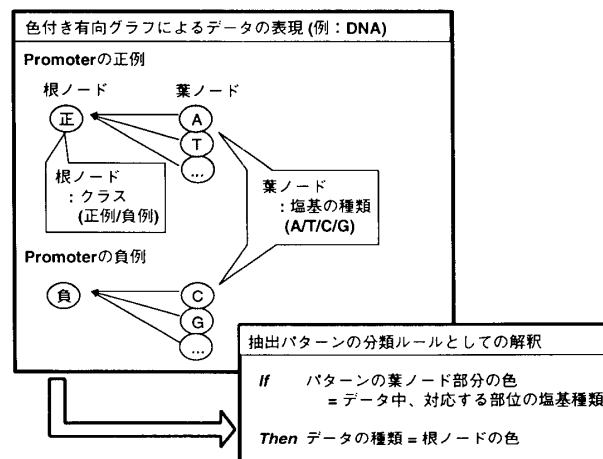 色付き有向グラフによるデータの表現 (例：DNA)
Promoterの正例
根ノード 葉ノード
正 A
T
...
根ノード
：クラス
(正例/負例)
葉ノード
：塩基の種類
(A/T/C/G)
Promoterの負例
負 C
G
...
抽出パターンの分類ルールとしての解釈
If パターンの葉ノード部分の色
= データ中、対応する部位の塩基種類
Then データの種類 = 根ノードの色